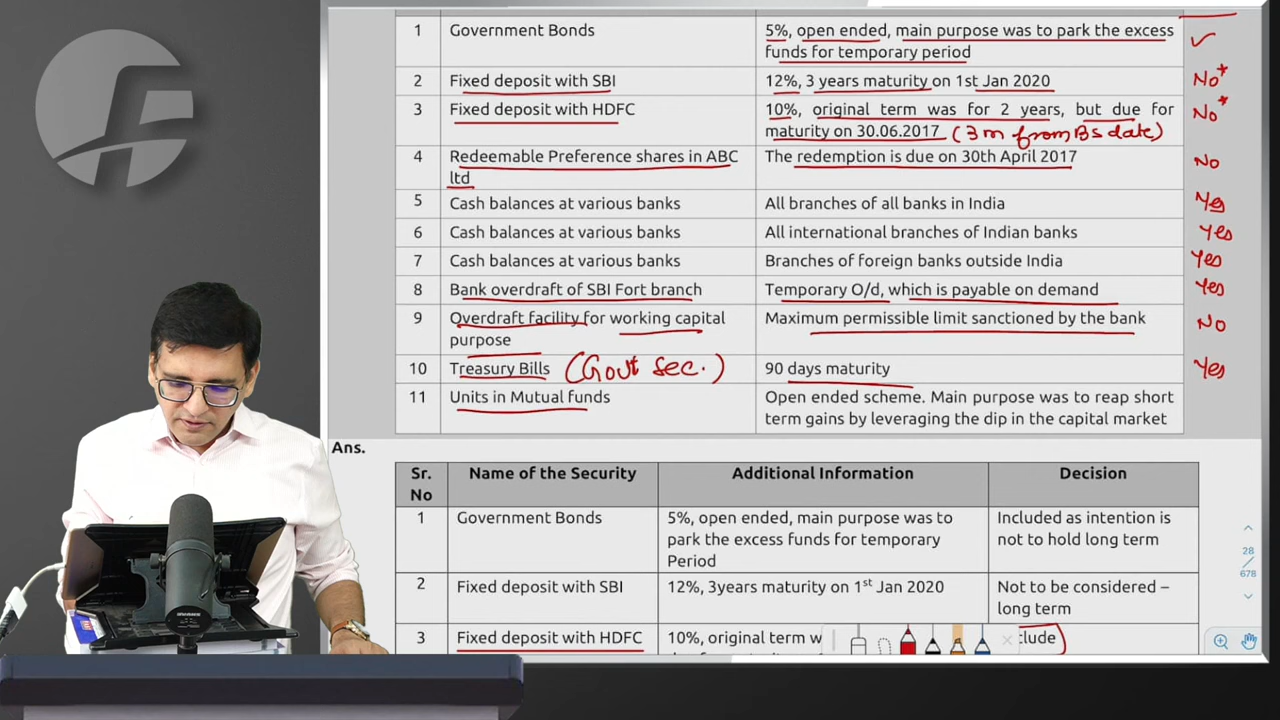 1 Government Bonds 5%, open ended, main purpose was to park the excess ✓
funds for temporary period
2 Fixed deposit with SBI 12%, 3 years maturity on 1st Jan 2020 No*
3 Fixed deposit with HDFC 10%, original term was for 2 years, but due for No*
maturity on 30.06.2017 (3m from BS date)
4 Redeemable Preference shares in ABC The redemption is due on 30th April 2017 No
ltd
5 Cash balances at various banks All branches of all banks in India Yes
6 Cash balances at various banks All international branches of Indian banks Yes
7 Cash balances at various banks Branches of foreign banks outside India Yes
8 Bank overdraft of SBI Fort branch Temporary O/d, which is payable on demand Yes
9 Overdraft facility for working capital Maximum permissible limit sanctioned by the bank No
purpose
10 Treasury Bills (Govt Sec.) 90 days maturity Yes
11 Units in Mutual funds Open ended scheme. Main purpose was to reap short
term gains by leveraging the dip in the capital market
Ans.
Sr. Name of the Security Additional Information Decision
No
1 Government Bonds 5%, open ended, main purpose was to Included as intention is
park the excess funds for temporary not to hold long term
Period
2 Fixed deposit with SBI 12%, 3years maturity on 1st Jan 2020 Not to be considered –
long term
3 Fixed deposit with HDFC 10%, original term w clude
28
678